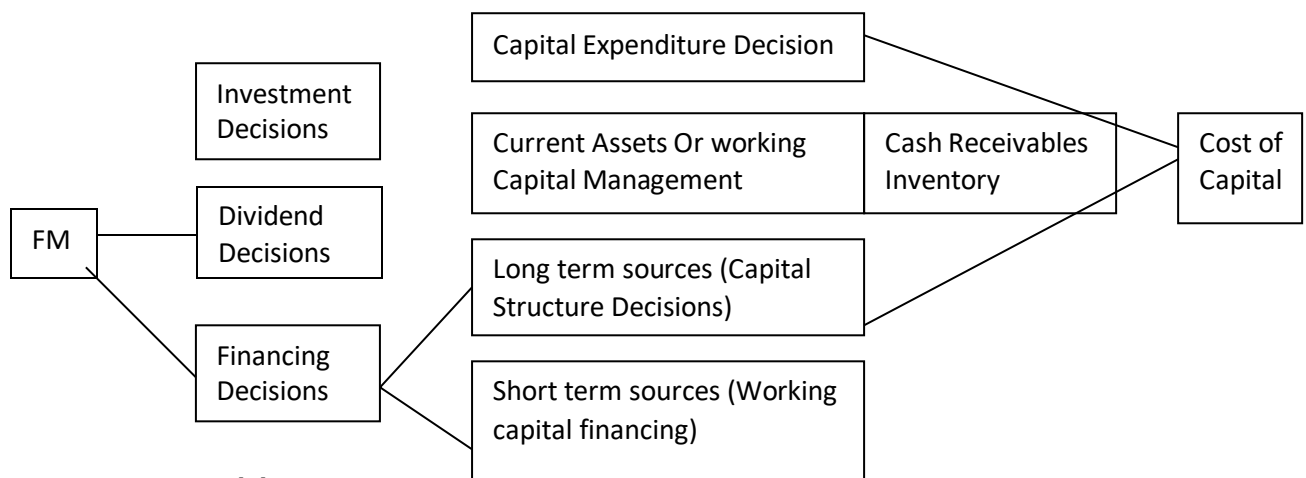 FM
Investment
Decisions
Dividend
Decisions
Financing
Decisions
Capital Expenditure Decision
Current Assets Or working
Capital Management
Cash Receivables
Inventory
Long term sources (Capital
Structure Decisions)
Short term sources (Working
capital financing)
Cost of
Capital